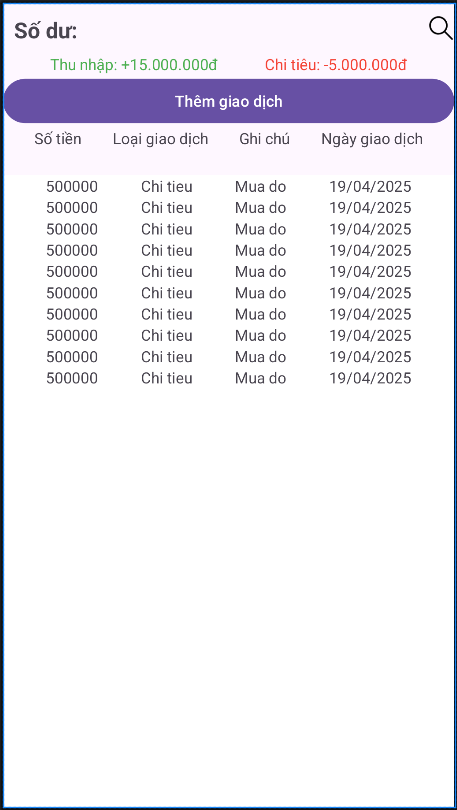 Số dư:
Thu nhập: +15.000.000đ Chi tiêu: -5.000.000đ
Thêm giao dịch
Số tiền Loại giao dịch Ghi chú Ngày giao dịch
500000 Chi tieu Mua do 19/04/2025
500000 Chi tieu Mua do 19/04/2025
500000 Chi tieu Mua do 19/04/2025
500000 Chi tieu Mua do 19/04/2025
500000 Chi tieu Mua do 19/04/2025
500000 Chi tieu Mua do 19/04/2025
500000 Chi tieu Mua do 19/04/2025
500000 Chi tieu Mua do 19/04/2025
500000 Chi tieu Mua do 19/04/2025
500000 Chi tieu Mua do 19/04/2025